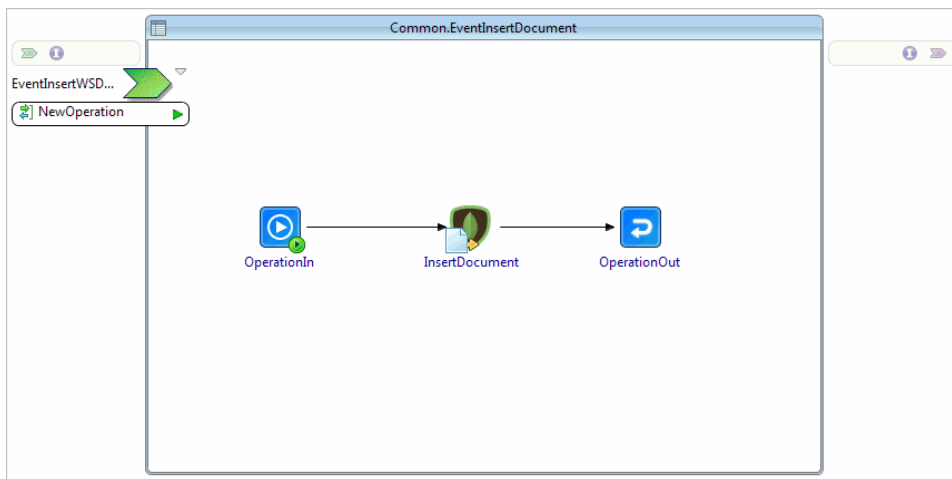 Common.EventInsertDocument
EventInsertWSD...
NewOperation
OperationIn
InsertDocument
OperationOut